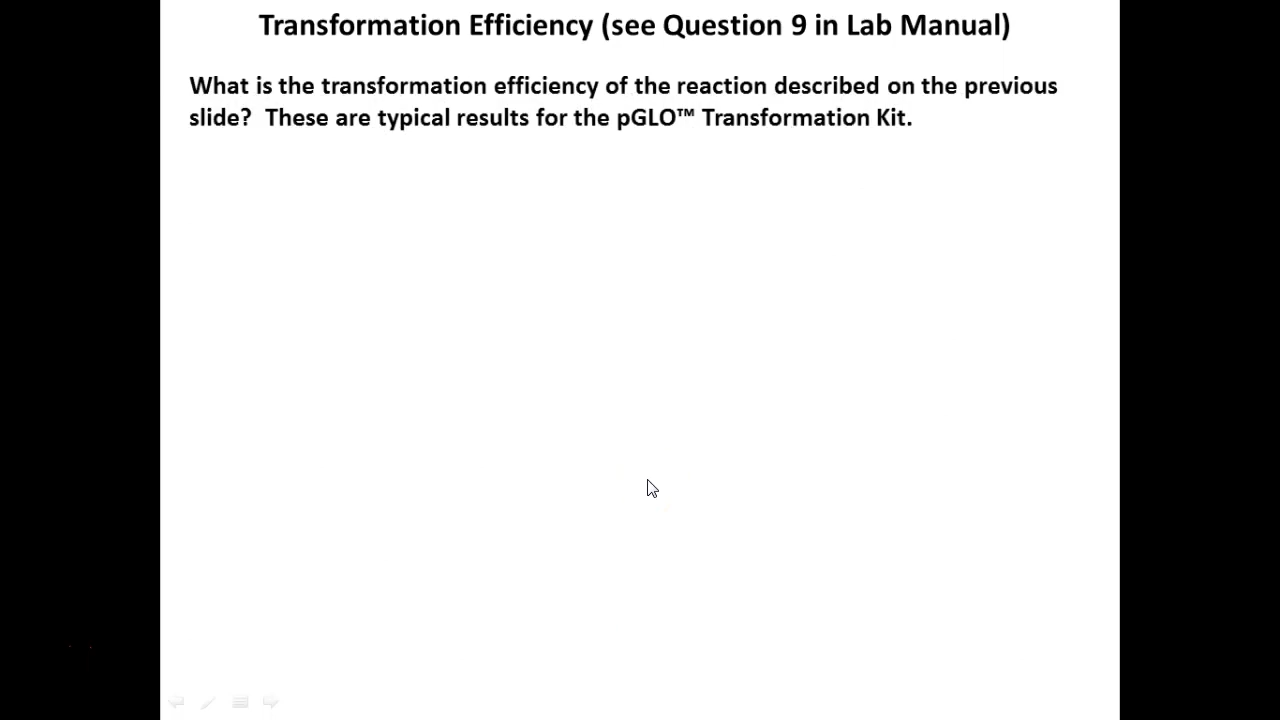 Transformation Efficiency (see Question 9 in Lab Manual)
What is the transformation efficiency of the reaction described on the previous
slide?  These are typical results for the pGLO™ Transformation Kit.